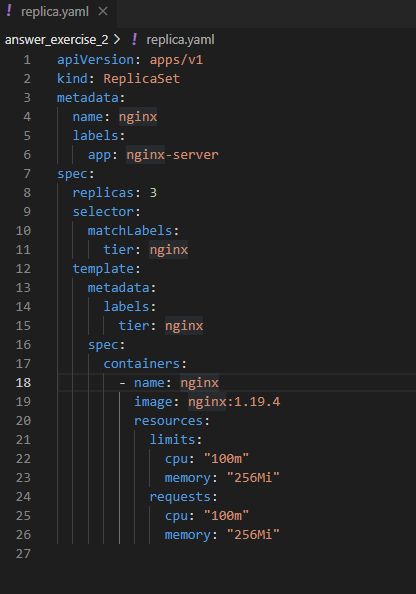 ! replica.yaml ×
answer_exercise_2 > ! replica.yaml
1 apiVersion: apps/v1
2 kind: ReplicaSet
3 metadata:
4   name: nginx
5   labels:
6     app: nginx-server
7 spec:
8   replicas: 3
9   selector:
10     matchLabels:
11       tier: nginx
12   template:
13     metadata:
14       labels:
15         tier: nginx
16     spec:
17       containers:
18         - name: nginx
19           image: nginx:1.19.4
20           resources:
21             limits:
22               cpu: "100m"
23               memory: "256Mi"
24             requests:
25               cpu: "100m"
26               memory: "256Mi"
27